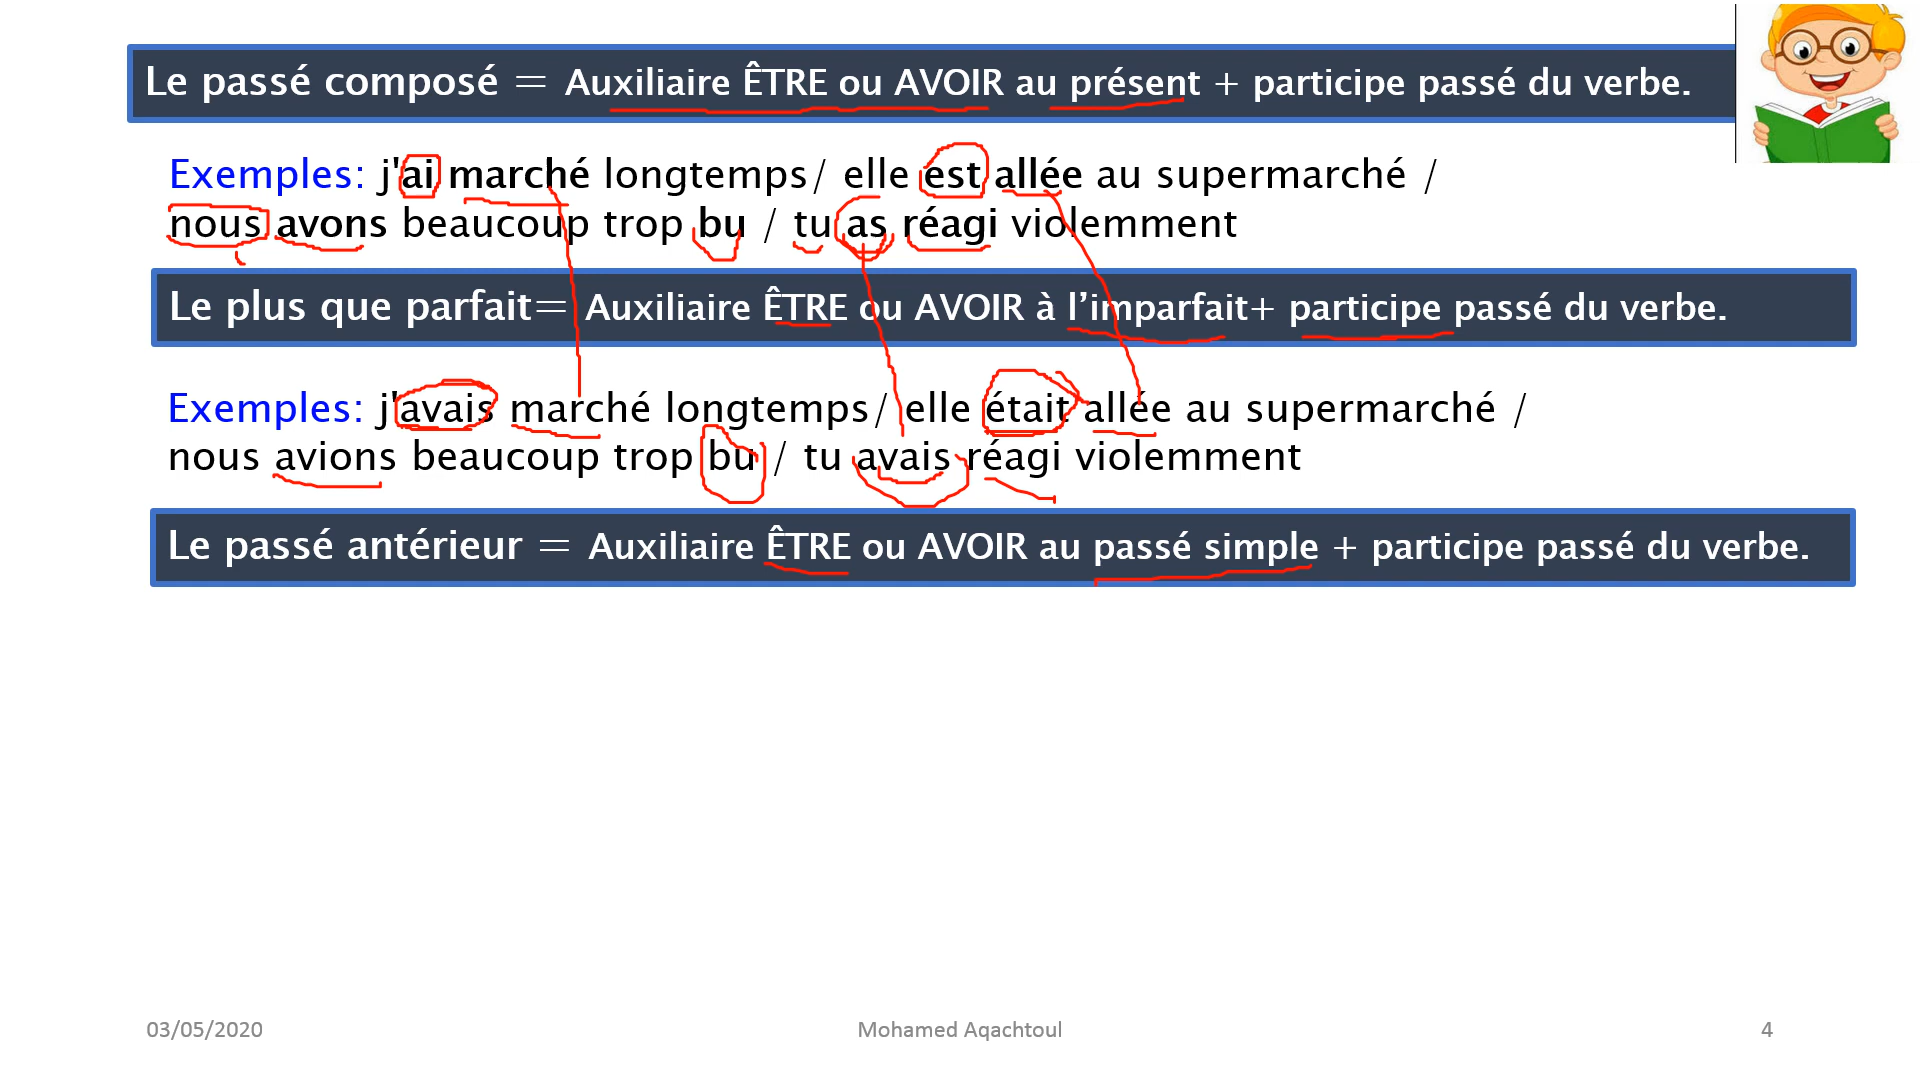 Le passé composé = Auxiliaire ÊTRE ou AVOIR au présent + participe passé du verbe.
Exemples: j'ai marché longtemps/ elle est allée au supermarché /
nous avons beaucoup trop bu / tu as réagi violemment
Le plus que parfait= Auxiliaire ÊTRE ou AVOIR à l’imparfait+ participe passé du verbe.
Exemples: j'avais marché longtemps/ elle était allée au supermarché /
nous avions beaucoup trop bu / tu avais réagi violemment
Le passé antérieur = Auxiliaire ÊTRE ou AVOIR au passé simple + participe passé du verbe.
03/05/2020 Mohamed Aqachtoul 4